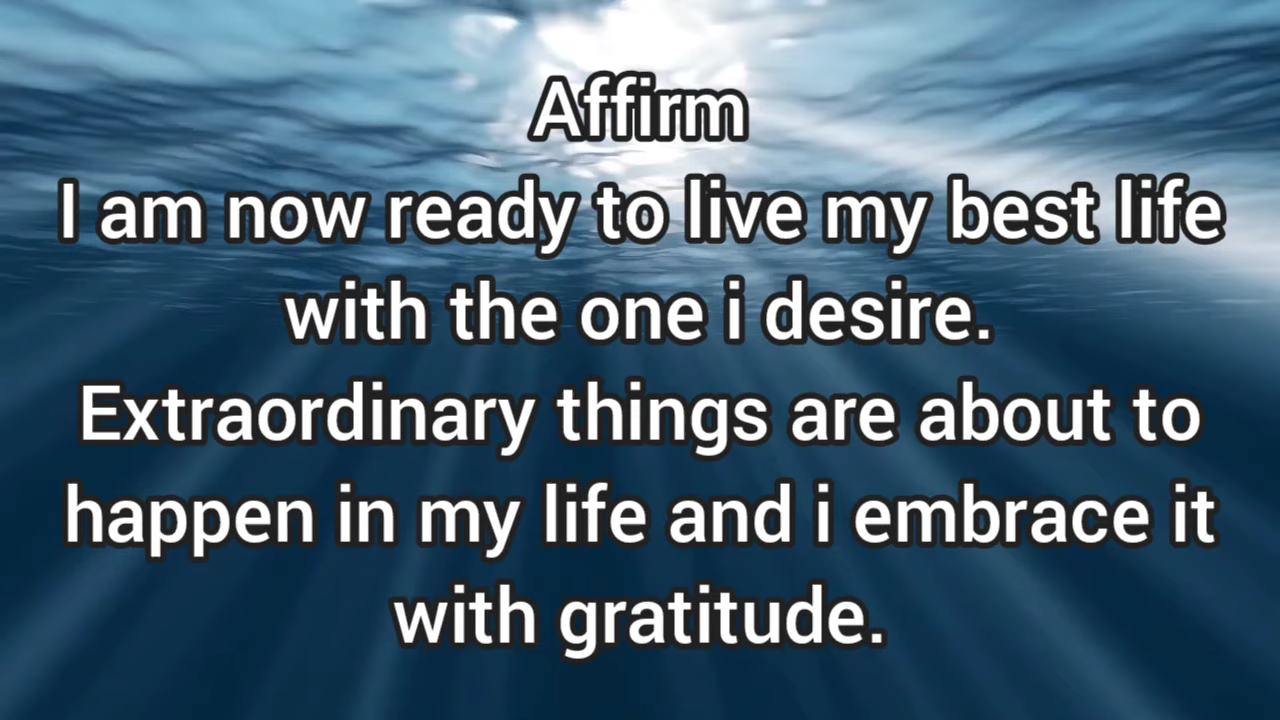 Affirm
I am now ready to live my best life
with the one i desire.
Extraordinary things are about to
happen in my life and i embrace it
with gratitude.